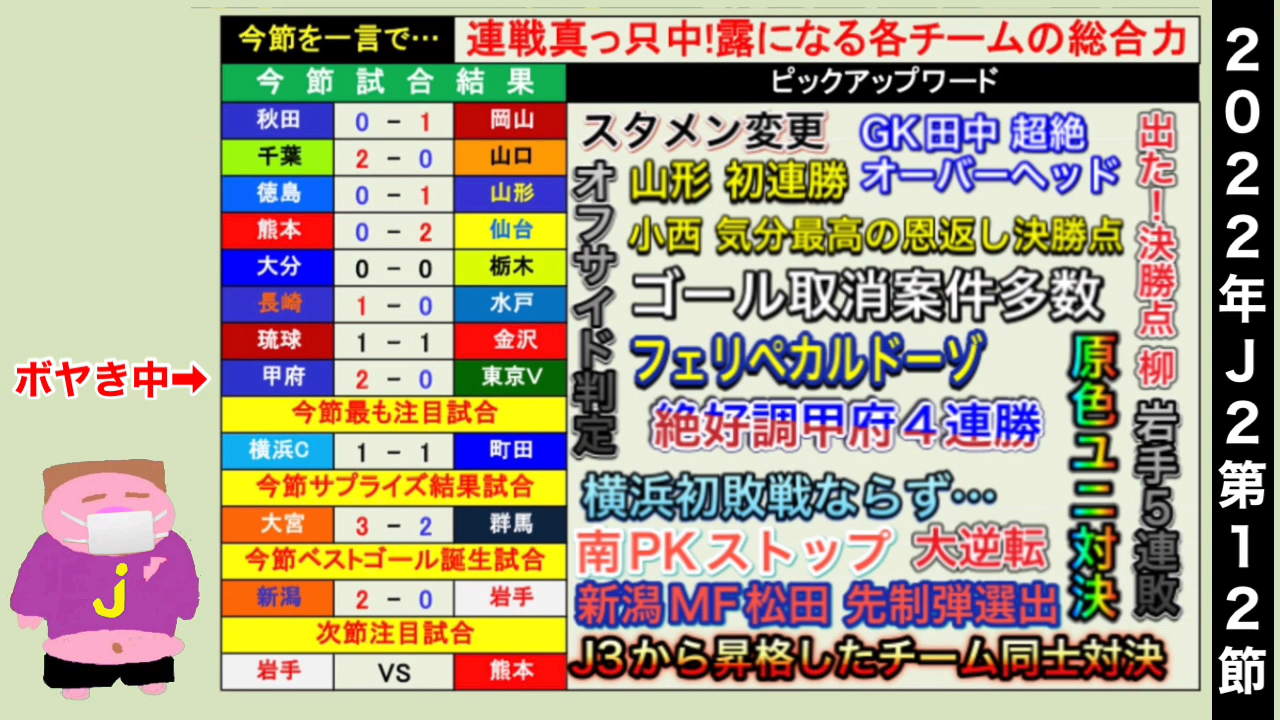 今節を一言で… 連戦真っ只中!露になる各チームの総合力
今節試合結果 ピックアップワード
秋田 0 - 1 岡山
千葉 2 - 0 山口
徳島 0 - 1 山形
熊本 0 - 2 仙台
大分 0 - 0 栃木
長崎 1 - 0 水戸
琉球 1 - 1 金沢
甲府 2 - 0 東京V
今節最も注目試合
横浜C 1 - 1 町田
今節サプライズ結果試合
大宮 3 - 2 群馬
今節ベストゴール誕生試合
新潟 2 - 0 岩手
次節注目試合
岩手 VS 熊本
スタメン変更
GK田中 超絶
オーバーヘッド
山形 初連勝
小西 気分最高の恩返し決勝点
ゴール取消案件多数
フェリペカルドーゾ
絶好調甲府4連勝
横浜初敗戦ならず…
南PKストップ
大逆転
新潟MF松田 先制弾選出
J3から昇格したチーム同士対決
オフサイド判定
原色ユニ対決
出た!決勝点 柳
岩手5連敗
ボヤき中➡
j
2022年J2第12節